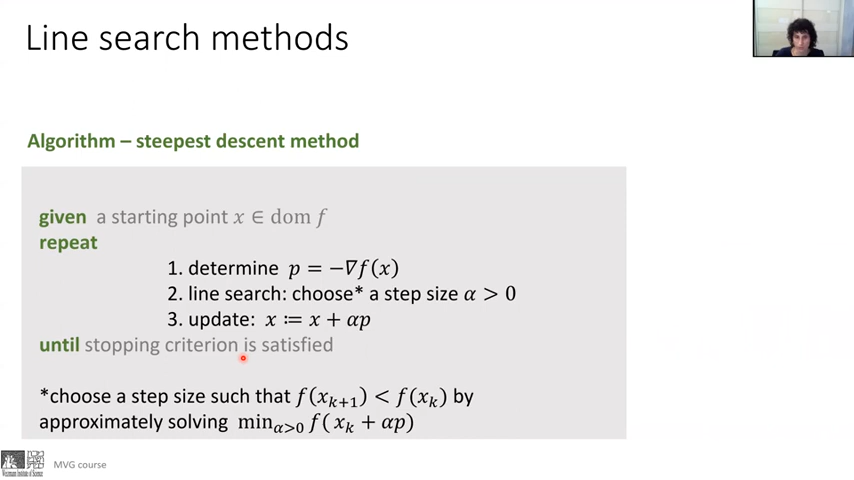 Line search methods
Algorithm – steepest descent method
given a starting point x ∈ dom f
repeat
1. determine p = −∇f(x)
2. line search: choose* a step size α > 0
3. update: x ≔ x + αp
until stopping criterion is satisfied
*choose a step size such that f(xₖ₊₁) < f(xₖ) by
approximately solving min_{α>0} f( xₖ + αp)
MVG course